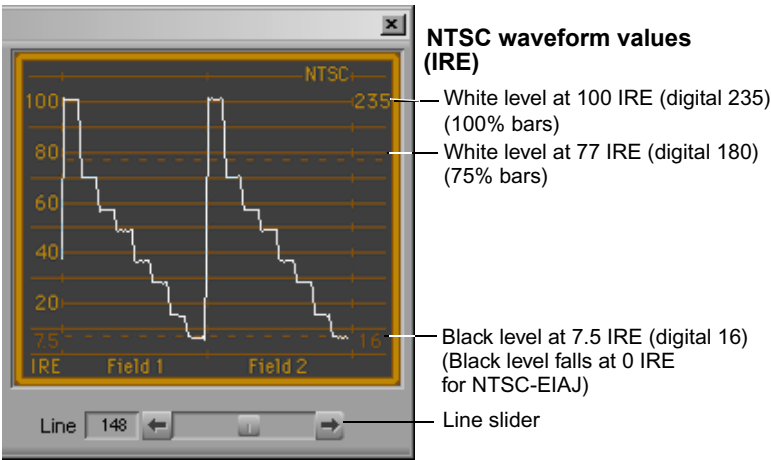 NTSC waveform values
(IRE)
NTSC
100
235
White level at 100 IRE (digital 235)
(100% bars)
80
White level at 77 IRE (digital 180)
(75% bars)
60
40
20
7.5
16
Black level at 7.5 IRE (digital 16)
(Black level falls at 0 IRE
for NTSC-EIAJ)
IRE Field 1 Field 2
Line 148
Line slider